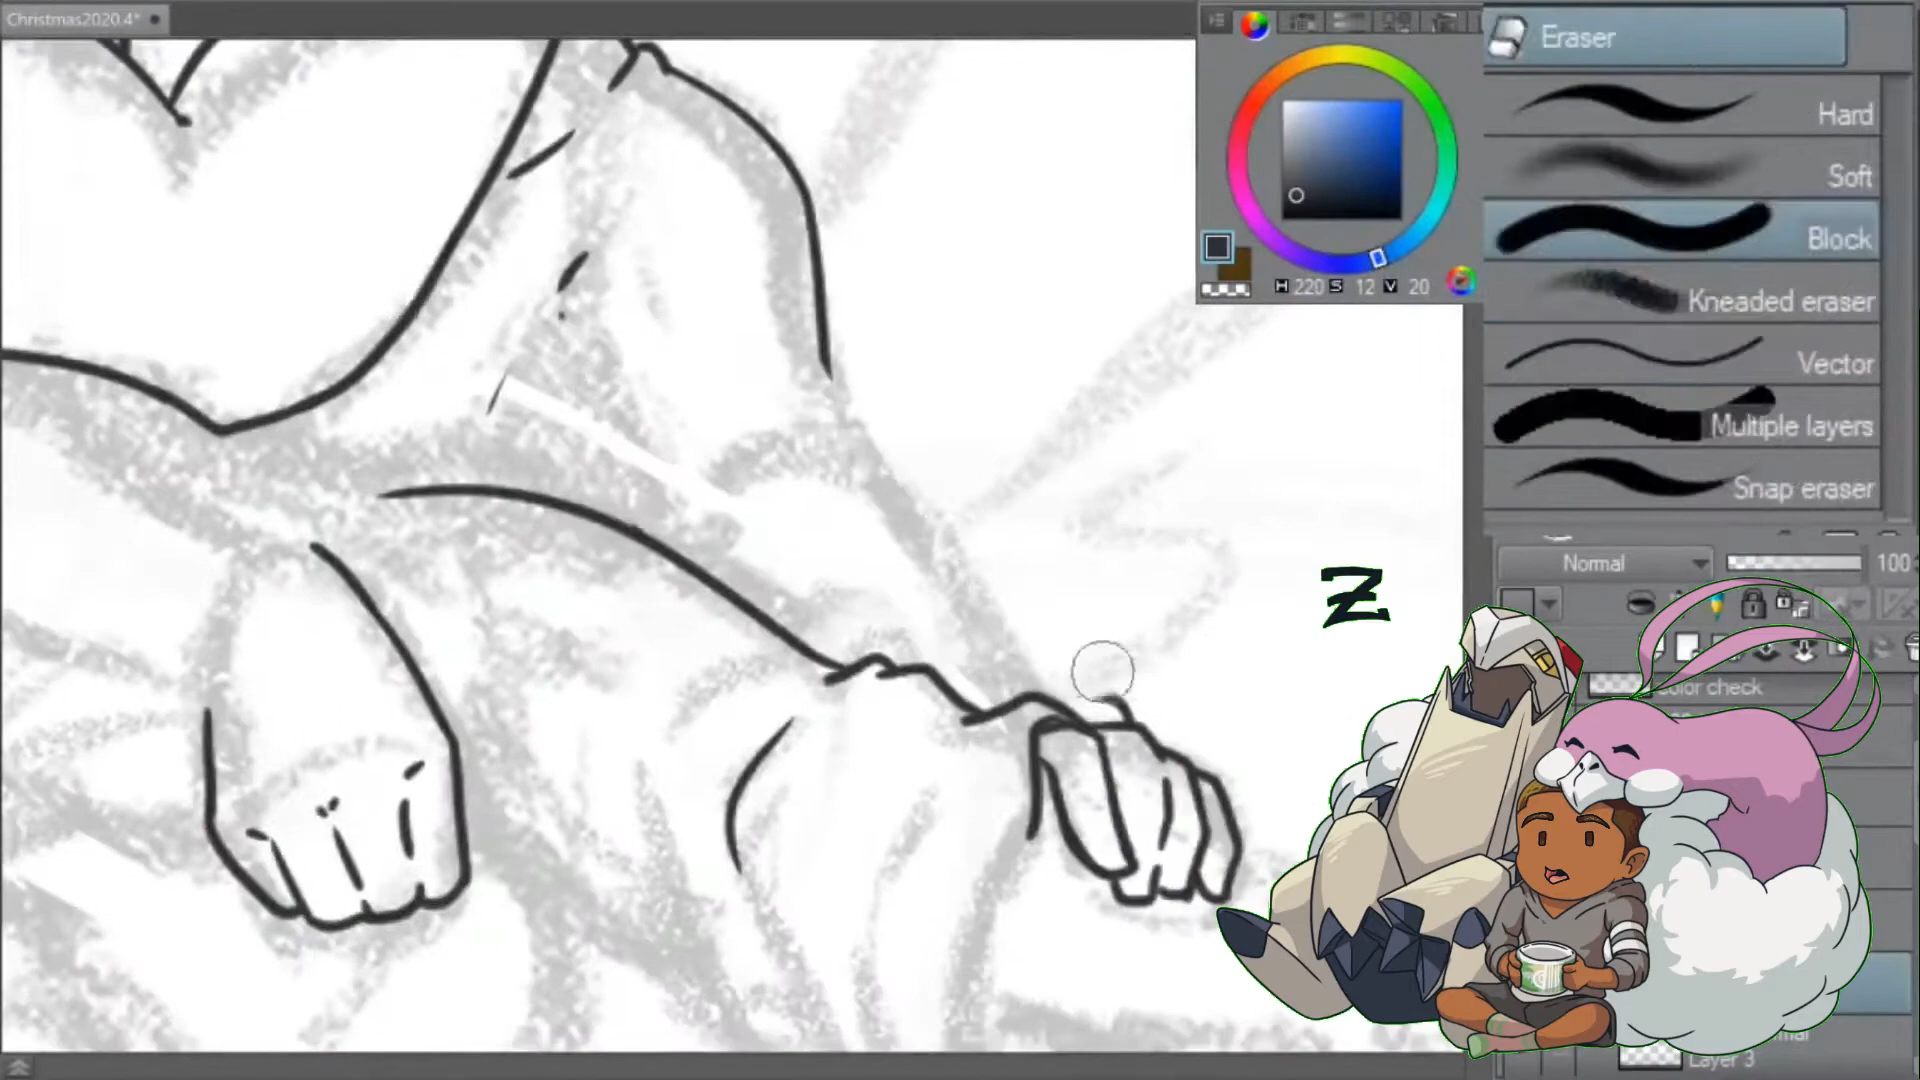 Christmas2020.4*
Eraser
Hard
Soft
Block
Kneaded eraser
Vector
Multiple layers
Snap eraser
H 220 S 12 V 20
Normal
100
Z
color check
Layer 3